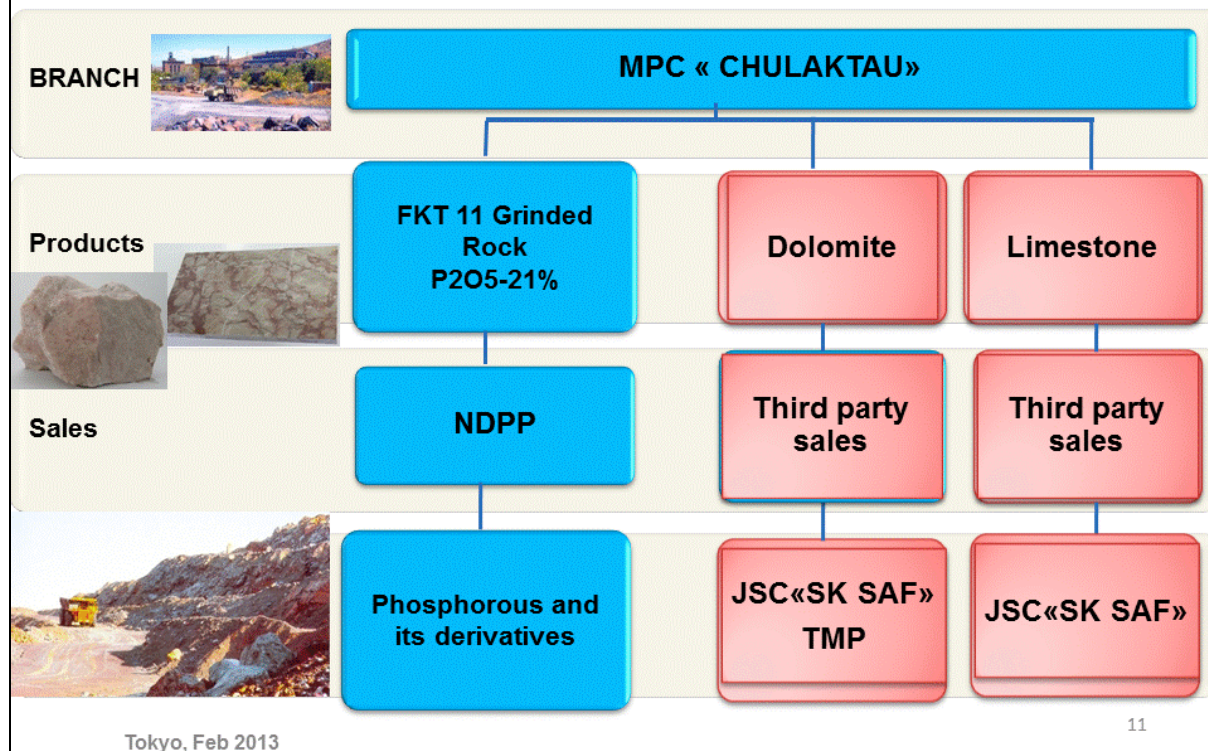 BRANCH
MPC « CHULAKTAU»
Products
FKT 11 Grinded
Rock
P2O5-21%
Dolomite
Limestone
Sales
NDPP
Third party
sales
Third party
sales
Phosphorous and
its derivatives
JSC«SK SAF»
TMP
JSC«SK SAF»
Tokyo, Feb 2013
11